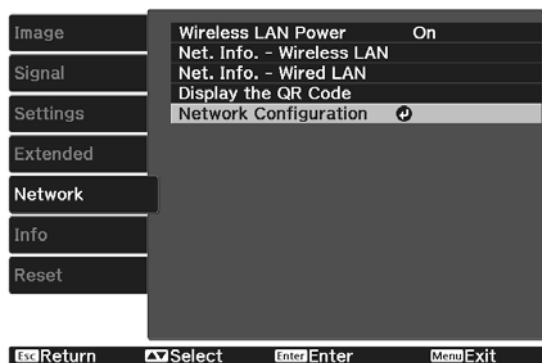 Image
Signal
Settings
Extended
Network
Info
Reset
Wireless LAN Power On
Net. Info. - Wireless LAN
Net. Info. - Wired LAN
Display the QR Code
Network Configuration
Esc Return Select Enter Enter Menu Exit